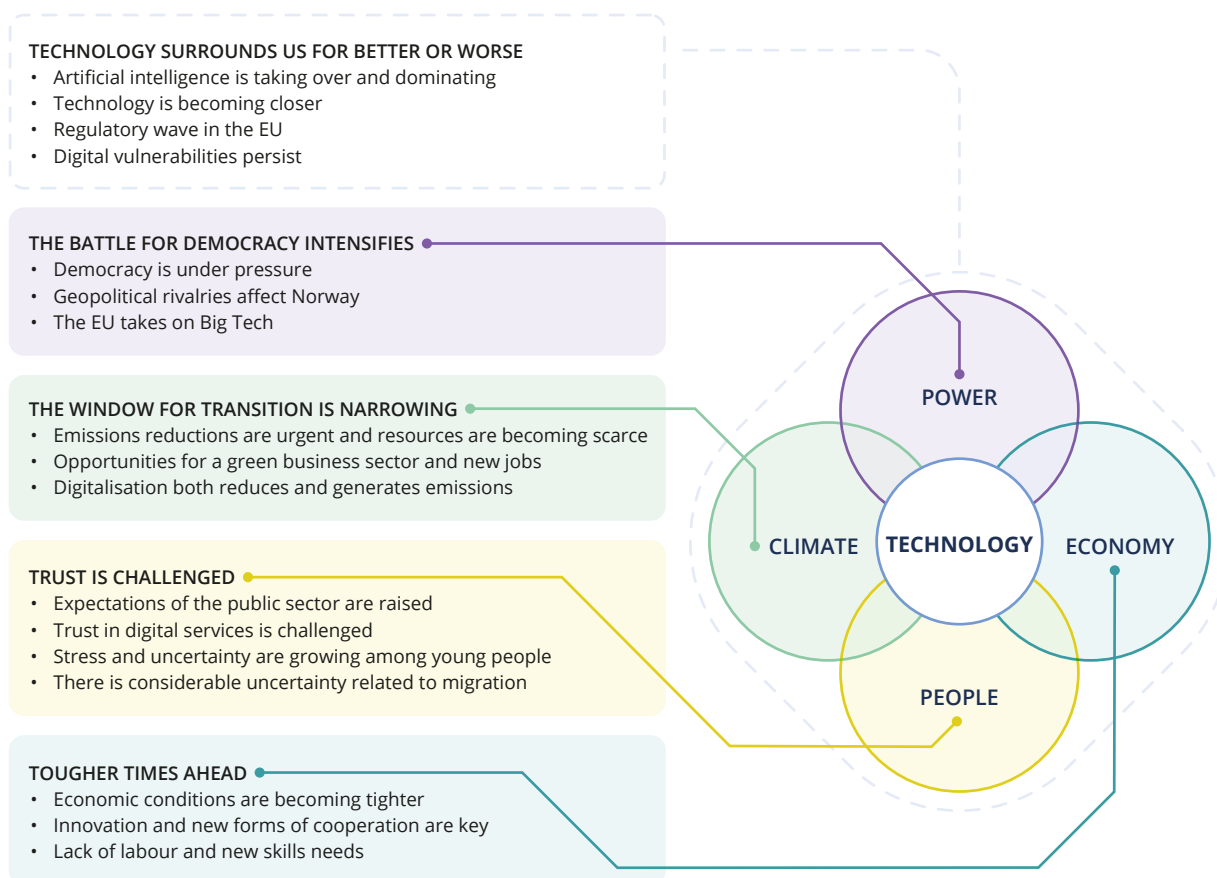 TECHNOLOGY SURROUNDS US FOR BETTER OR WORSE
• Artificial intelligence is taking over and dominating
• Technology is becoming closer
• Regulatory wave in the EU
• Digital vulnerabilities persist
THE BATTLE FOR DEMOCRACY INTENSIFIES
• Democracy is under pressure
• Geopolitical rivalries affect Norway
• The EU takes on Big Tech
THE WINDOW FOR TRANSITION IS NARROWING
• Emissions reductions are urgent and resources are becoming scarce
• Opportunities for a green business sector and new jobs
• Digitalisation both reduces and generates emissions
TRUST IS CHALLENGED
• Expectations of the public sector are raised
• Trust in digital services is challenged
• Stress and uncertainty are growing among young people
• There is considerable uncertainty related to migration
TOUGHER TIMES AHEAD
• Economic conditions are becoming tighter
• Innovation and new forms of cooperation are key
• Lack of labour and new skills needs
POWER
CLIMATE
TECHNOLOGY
ECONOMY
PEOPLE